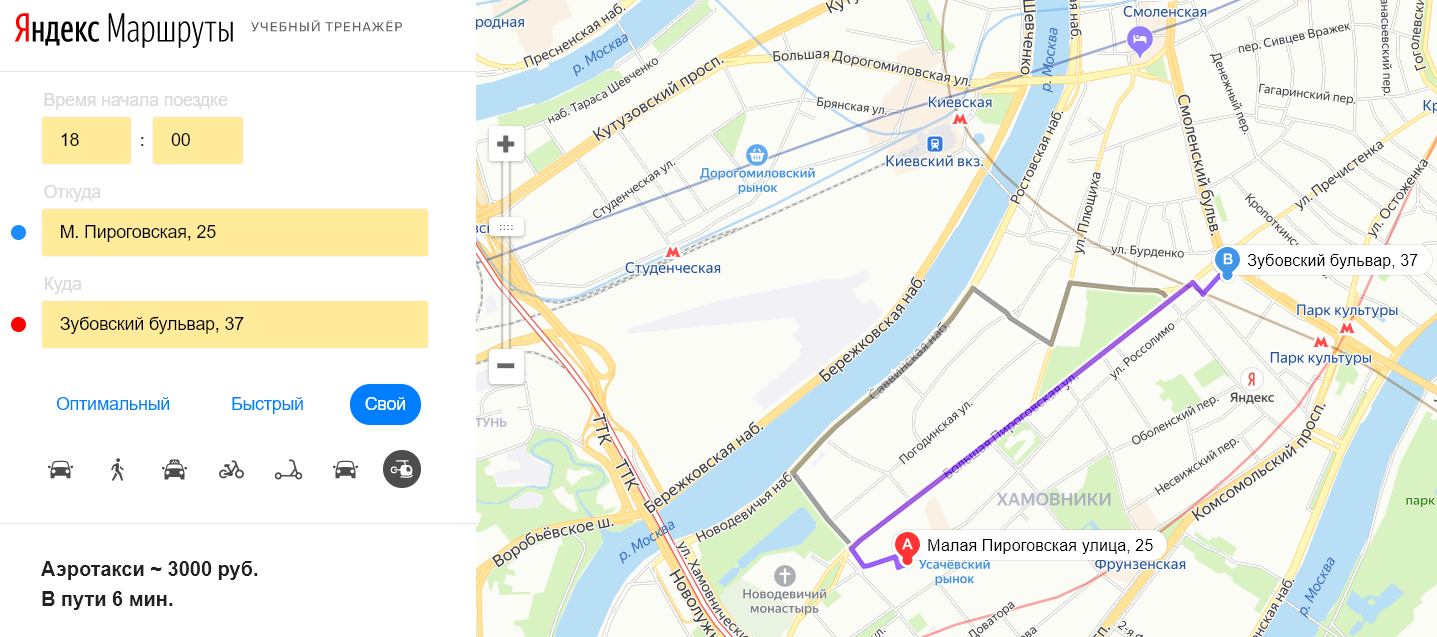 Яндекс Маршруты
УЧЕБНЫЙ ТРЕНАЖЁР
Время начала поездке
18 : 00
Откуда
М. Пироговская, 25
Куда
Зубовский бульвар, 37
Оптимальный
Быстрый
Свой
Аэротакси ~ 3000 руб.
В пути 6 мин.
родная
Пресненская наб.
р. Москва
наб. Тараса Шевченко
Кутузовский просп.
Большая Дорогомиловская ул.
Брянская ул.
Киевская
Киевский вкз.
Дорогомиловский
рынок
Студенческая ул.
Студенческая
Шевченко
р. Москва
Смоленская
пер. Сивцев Вражек
Гагаринский пер.
Денежный пер.
Гоголевский
Смоленский бульв.
ул. Пречистенка
Кропоткинский
ул. Остоженка
Ростовская наб.
ул. Плющиха
ул. Бурденко
B
Зубовский бульвар, 37
Парк культуры
Парк культуры
Бережковская наб.
Саввинская наб.
ул. Россолимо
Я
Яндекс
Большая Пироговская ул.
Погодинская ул.
Оболенский пер.
Несвижский пер.
Комсомольский просп.
ХАМОВНИКИ
парк
ТУНЬ
ТТК
ТТК
Бережковская наб.
Воробьёвское ш.
р. Москва
Новодевичья наб.
A
Малая Пироговская улица, 25
Усачёвский
рынок
Фрунзенская
Новодевичий
монастырь
ул. Хамовнический
Новолужн
Доватора
2-я
р. Москва